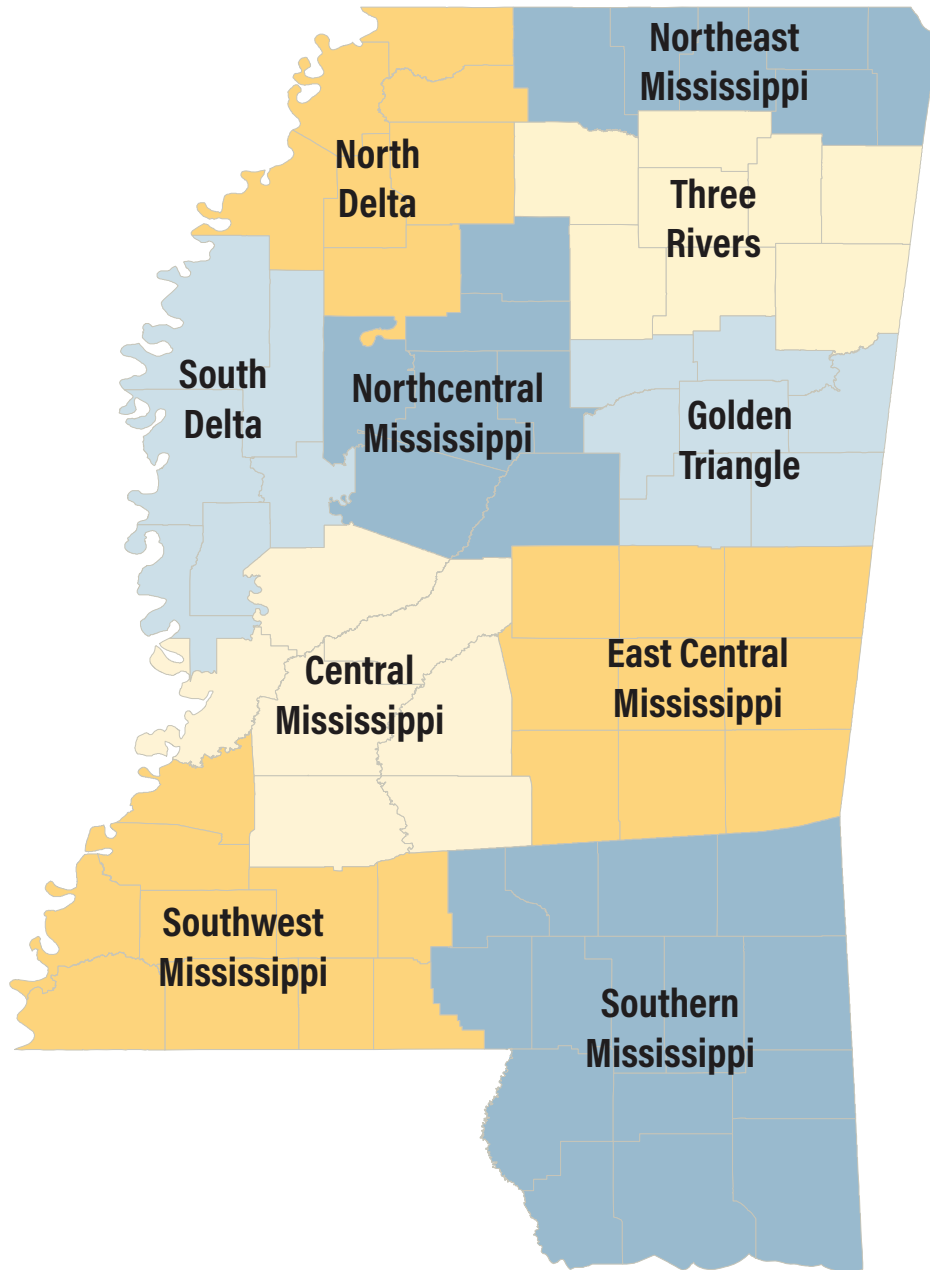 Northeast
Mississippi
North
Delta
Three
Rivers
South
Delta
Northcentral
Mississippi
Golden
Triangle
East Central
Mississippi
Central
Mississippi
Southwest
Mississippi
Southern
Mississippi